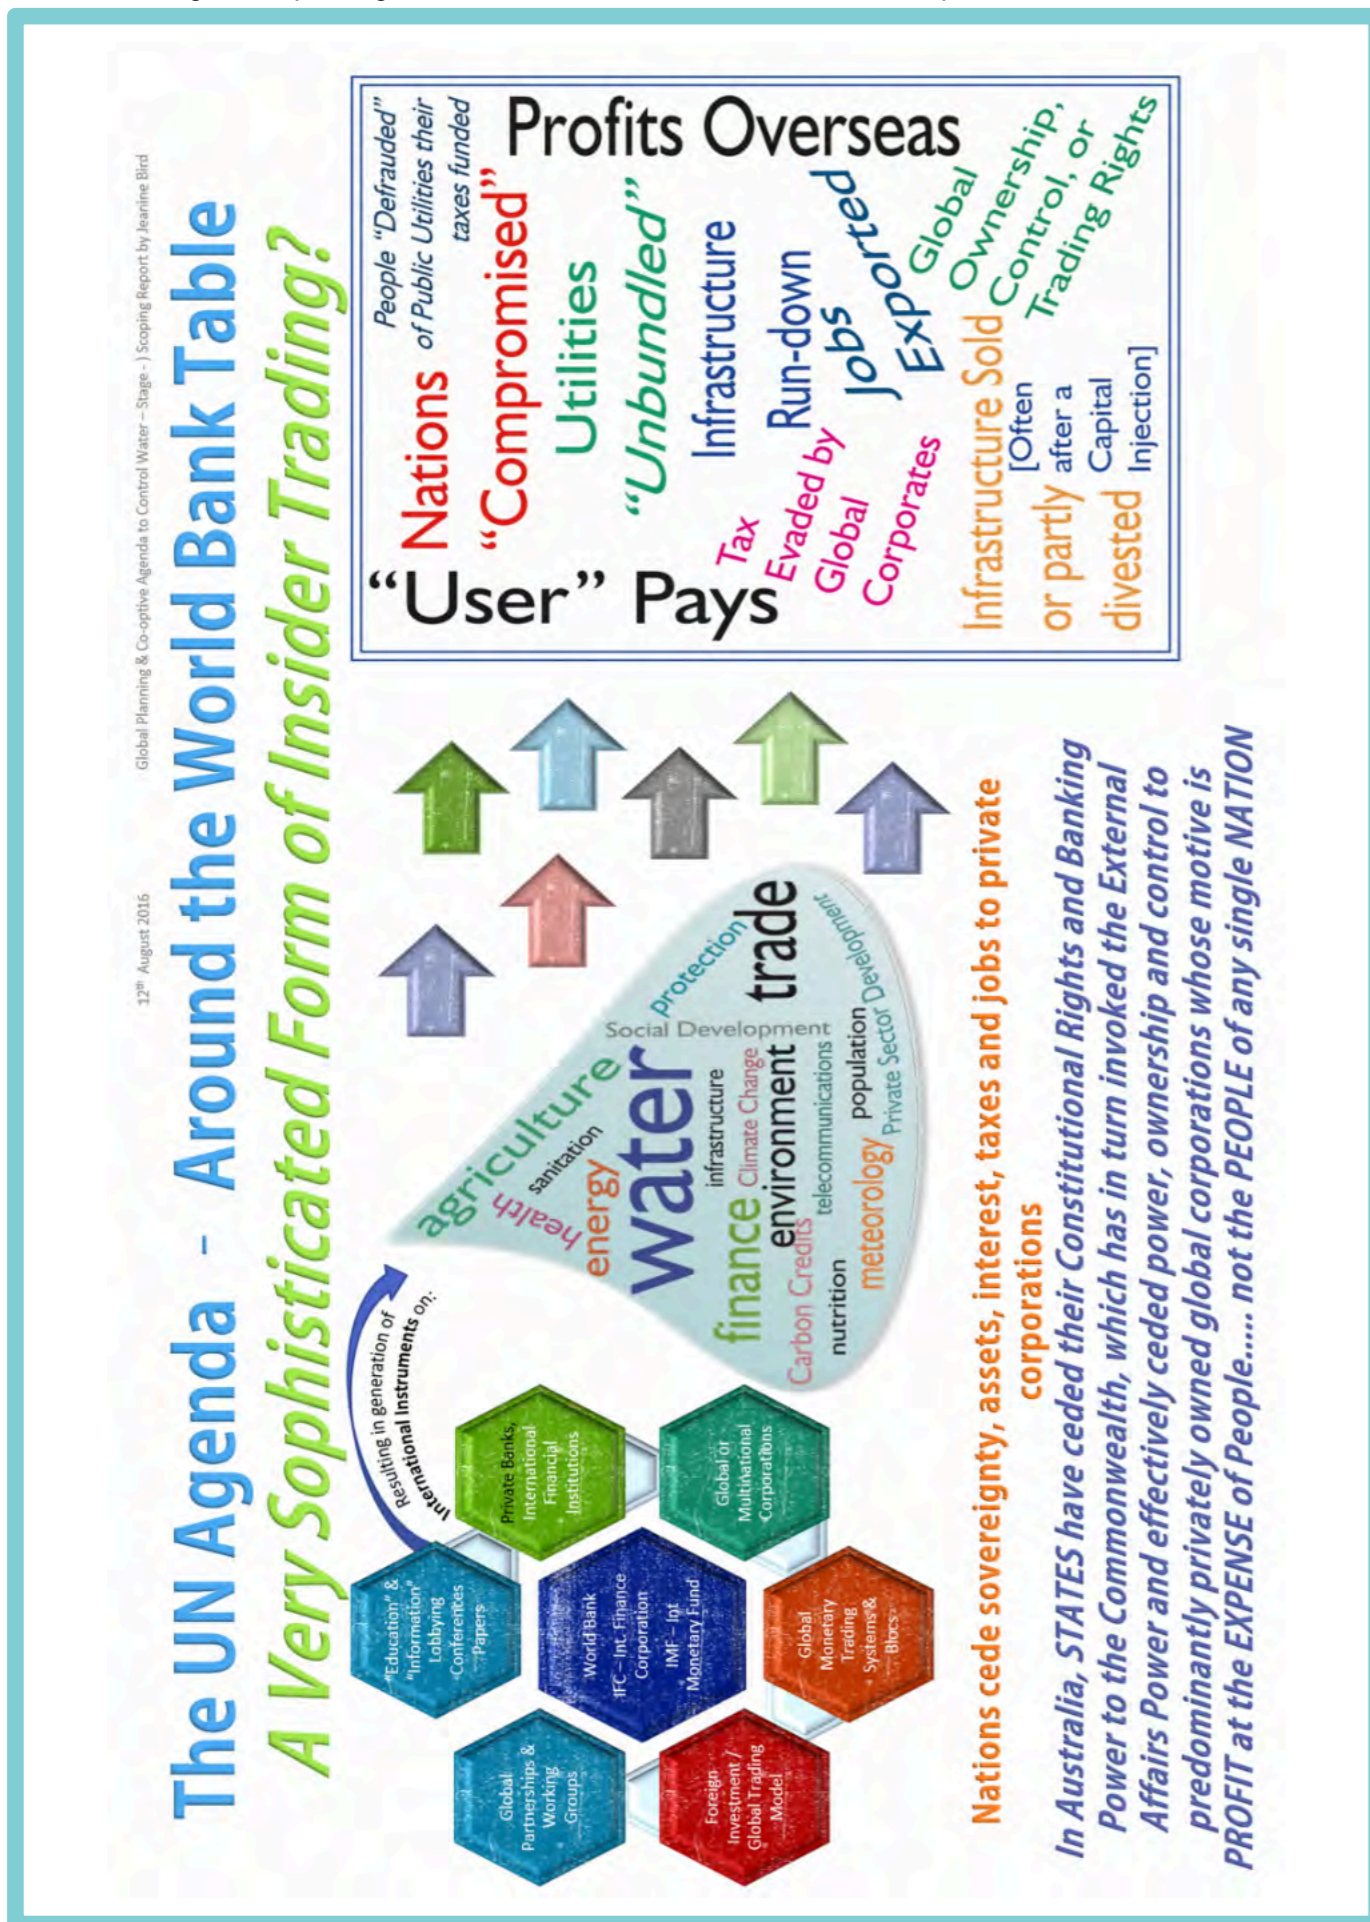 12th August 2016 Global Planning & Co-optive Agenda to Control Water – Stage - ) Scoping Report by Jeanine Bird
The UN Agenda - Around the World Bank Table
A Very Sophisticated Form of Insider Trading?
Resulting in generation of
International Instruments on:
"Education" &
"Information"
Lobbying
Conferences
Papers
Global
Partnerships &
Working
Groups
Private Banks,
International
Financial
Institutions
World Bank
IFC – Int. Finance
Corporation
IMF – Int
Monetary Fund
Foreign
Investment /
Global Trading
Model
Global or
Multinational
Corporations
Global
Monetary
Trading
Systems &
Blocs
agriculture
health
sanitation
energy
water
Social Development
protection
infrastructure
finance
Climate Change
environment
trade
Carbon Credits
telecommunications
nutrition
population
meteorology
Private Sector Development
People "Defrauded"
of Public Utilities their
taxes funded
Nations
"Compromised"
"User" Pays
Profits Overseas
Utilities
"Unbundled"
Infrastructure
Run-down
Tax
Evaded by
Global
Corporates
Jobs
Exported
Global
Ownership,
Control, or
Trading Rights
Infrastructure Sold
or partly
divested
[Often
after a
Capital
Injection]
Nations cede sovereignty, assets, interest, taxes and jobs to private
corporations
In Australia, STATES have ceded their Constitutional Rights and Banking
Power to the Commonwealth, which has in turn invoked the External
Affairs Power and effectively ceded power, ownership and control to
predominantly privately owned global corporations whose motive is
PROFIT at the EXPENSE of People..... not the PEOPLE of any single NATION